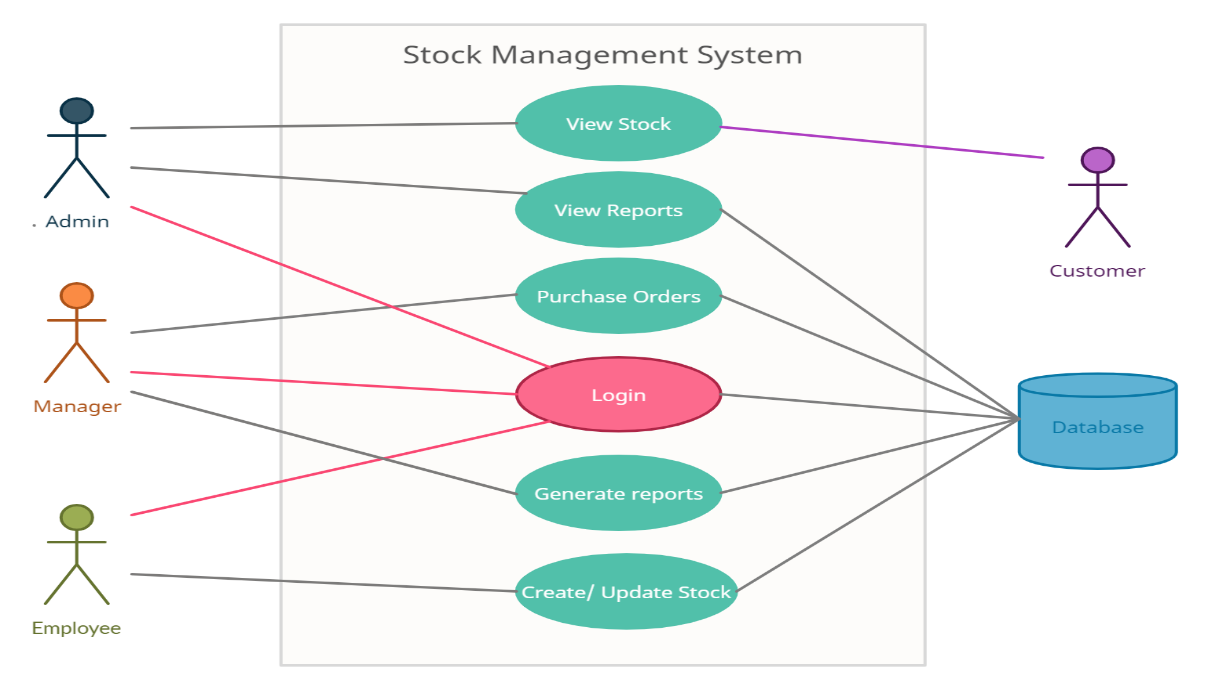 Stock Management System
View Stock
View Reports
. Admin
Customer
Purchase Orders
Login
Manager
Database
Generate reports
Create/ Update Stock
Employee